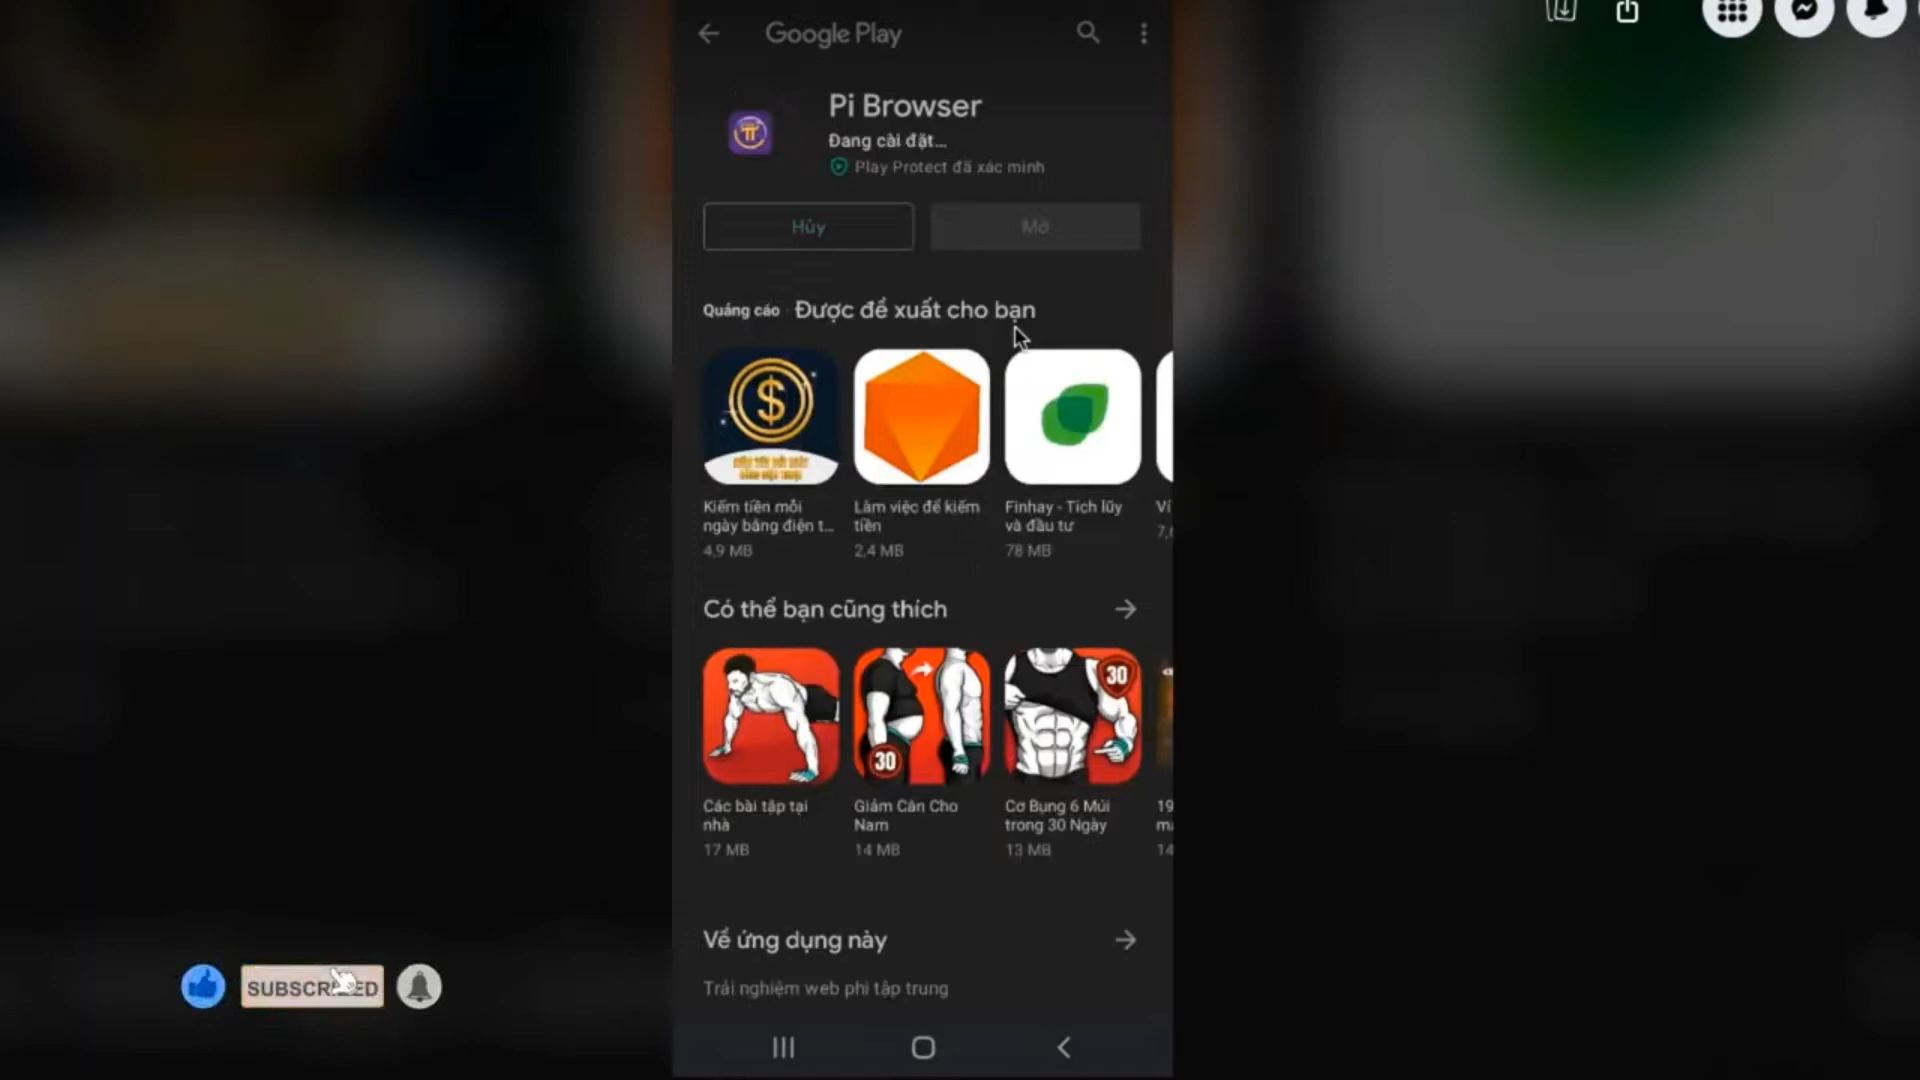 Google Play
Pi Browser
Đang cài đặt...
Play Protect đã xác minh
Hủy
Mở
Quảng cáo · Được đề xuất cho bạn
Kiếm tiền mỗi
ngày bằng điện t...
4,9 MB
Làm việc để kiếm
tiền
2,4 MB
Finhay - Tích lũy
và đầu tư
78 MB
Ví
7,
Có thể bạn cũng thích
30
30
Các bài tập tại
nhà
17 MB
Giảm Cân Cho
Nam
14 MB
Cơ Bụng 6 Múi
trong 30 Ngày
13 MB
19
14
Về ứng dụng này
Trải nghiệm web phi tập trung
SUBSCRIBED